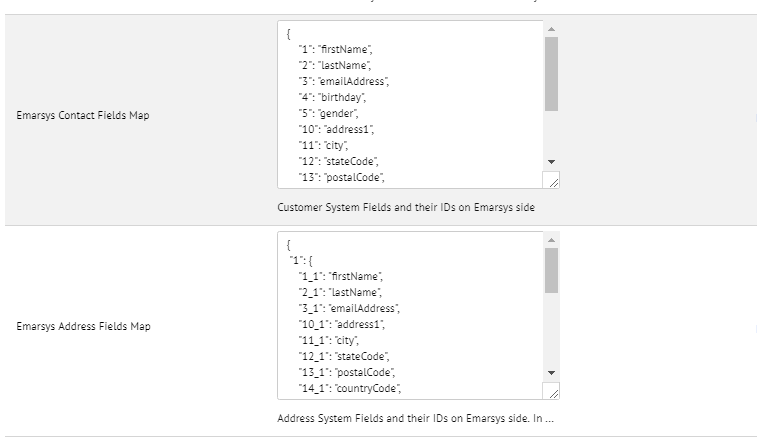 Emarsys Contact Fields Map
{
"1": "firstName",
"2": "lastName",
"3": "emailAddress",
"4": "birthday",
"5": "gender",
"10": "address1",
"11": "city",
"12": "stateCode",
"13": "postalCode",
Customer System Fields and their IDs on Emarsys side
Emarsys Address Fields Map
{
"1": {
"1_1": "firstName",
"2_1": "lastName",
"3_1": "emailAddress",
"10_1": "address1",
"11_1": "city",
"12_1": "stateCode",
"13_1": "postalCode",
"14_1": "countryCode",
Address System Fields and their IDs on Emarsys side. In ...